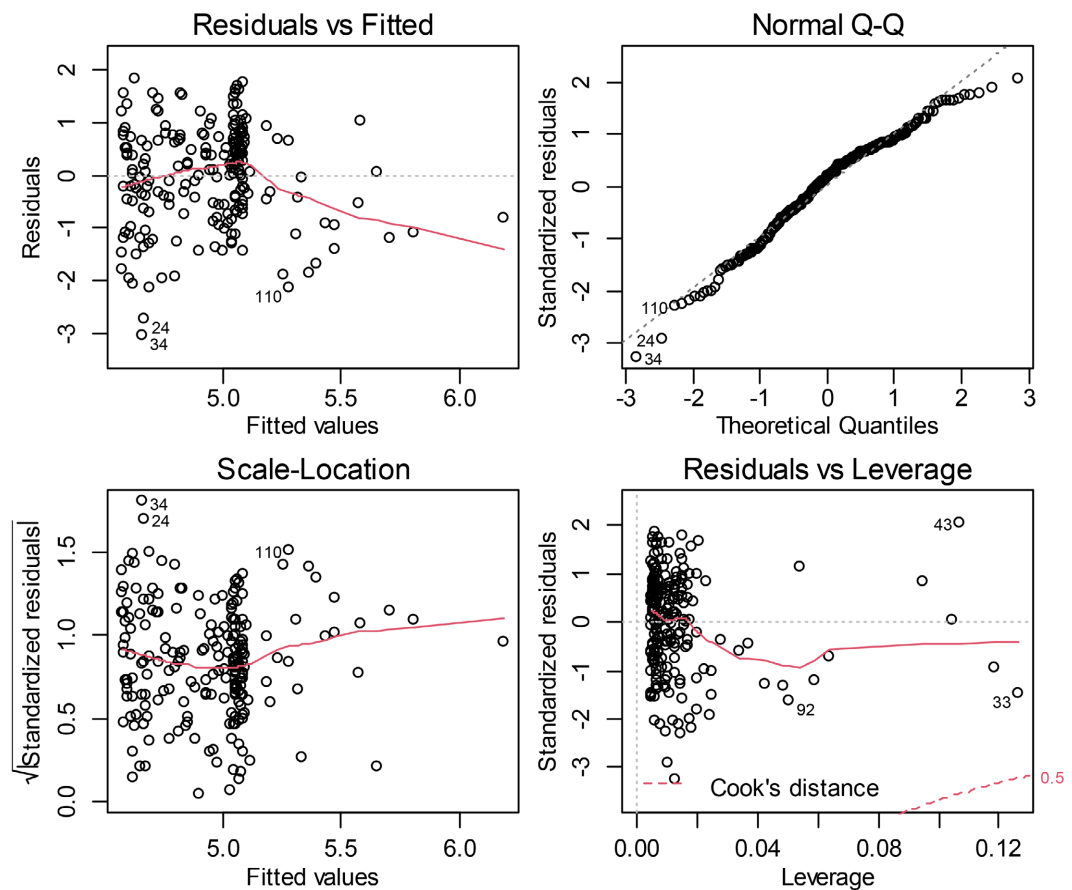 Residuals vs Fitted
Residuals
2
1
0
-1
-2
-3
110
24
34
5.0 5.5 6.0
Fitted values
Normal Q-Q
Standardized residuals
2
1
0
-1
-2
-3
110
24
34
-3 -2 -1 0 1 2 3
Theoretical Quantiles
Scale-Location
√|Standardized residuals|
1.5
1.0
0.5
0.0
34
24
110
5.0 5.5 6.0
Fitted values
Residuals vs Leverage
Standardized residuals
2
1
0
-1
-2
-3
43
92
33
Cook's distance
0.5
0.00 0.04 0.08 0.12
Leverage